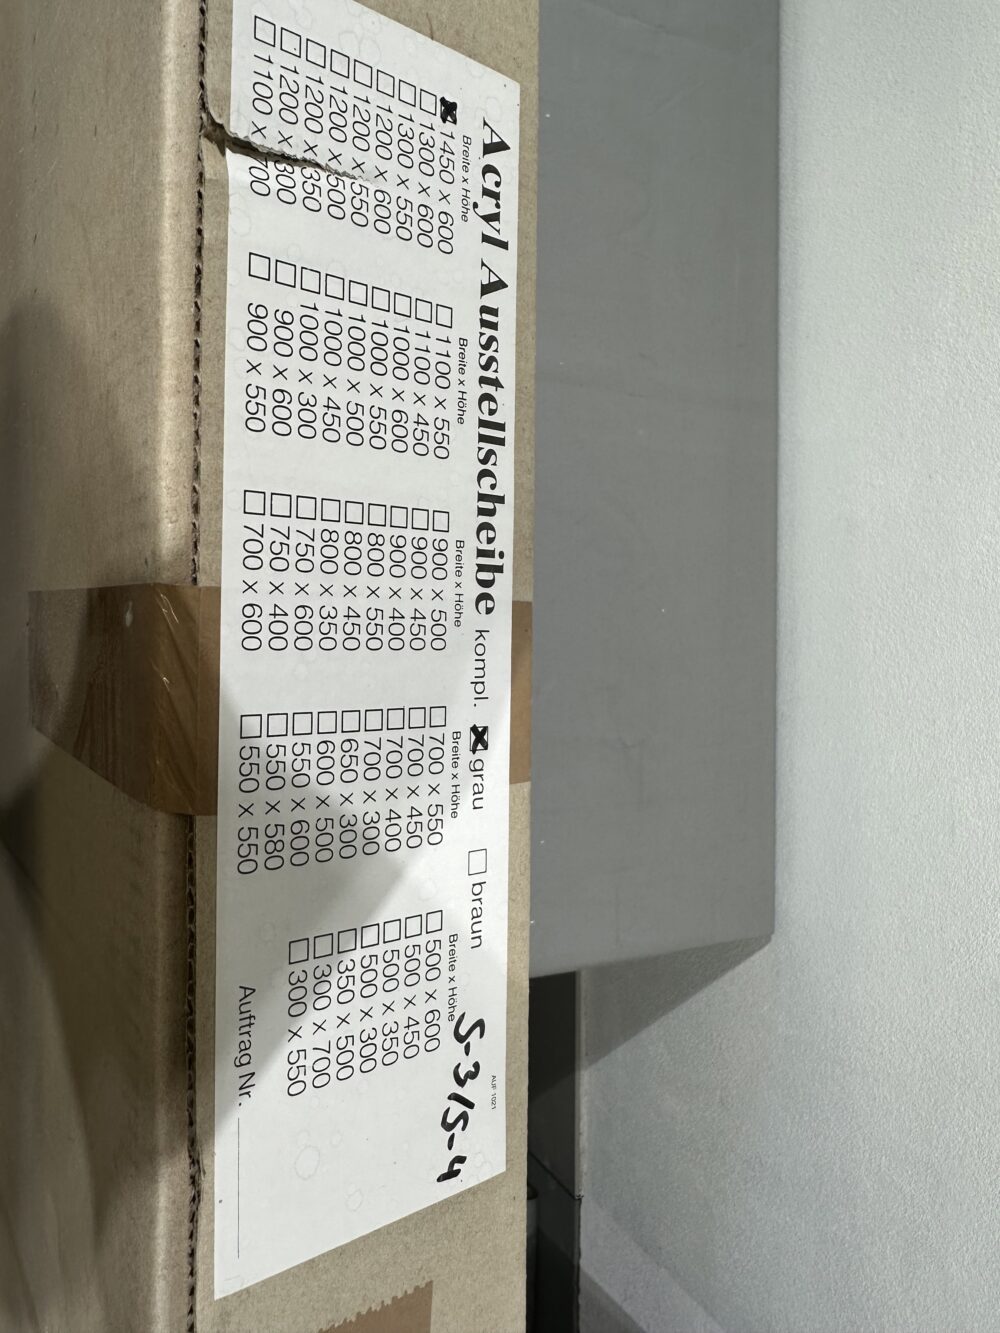 Acryl Ausstellscheibe kompl. ☒ grau ☐ braun AUF 1021
S-3/S-4
Breite x Höhe Breite x Höhe Breite x Höhe Breite x Höhe Breite x Höhe
☒ 1450 x 600 ☐ 1100 x 550 ☐ 900 x 500 ☐ 700 x 550 ☐ 500 x 600
☐ 1300 x 600 ☐ 1100 x 450 ☐ 900 x 450 ☐ 700 x 450 ☐ 500 x 450
☐ 1300 x 550 ☐ 1000 x 600 ☐ 900 x 400 ☐ 700 x 400 ☐ 500 x 350
☐ 1200 x 600 ☐ 1000 x 550 ☐ 800 x 550 ☐ 700 x 300 ☐ 500 x 300
☐ 1200 x 550 ☐ 1000 x 500 ☐ 800 x 450 ☐ 650 x 300 ☐ 350 x 500
☐ 1200 x 500 ☐ 1000 x 450 ☐ 800 x 350 ☐ 600 x 500 ☐ 300 x 700
☐ 1200 x 350 ☐ 1000 x 300 ☐ 750 x 600 ☐ 550 x 600 ☐ 300 x 550
☐ 1200 x 300 ☐ 900 x 600 ☐ 750 x 400 ☐ 550 x 580
☐ 1100 x 700 ☐ 900 x 550 ☐ 700 x 600 ☐ 550 x 550 Auftrag Nr.